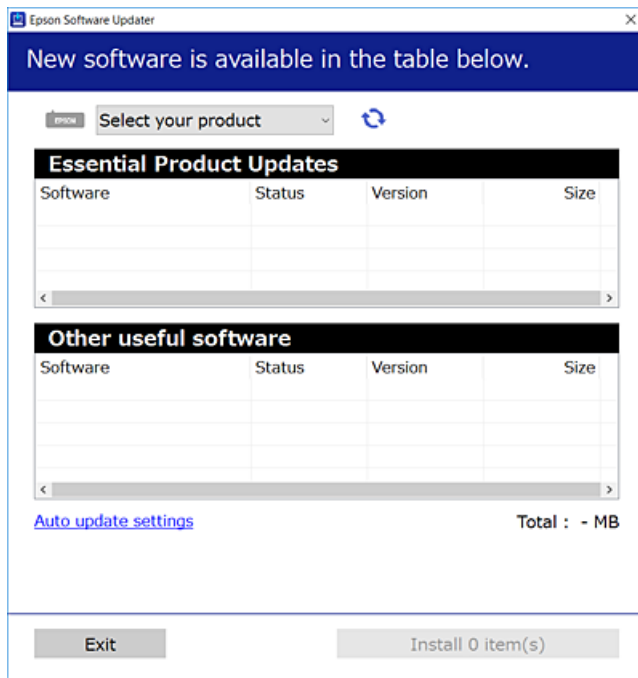 Epson Software Updater
New software is available in the table below.
EPSON Select your product
Essential Product Updates
Software Status Version Size
Other useful software
Software Status Version Size
Auto update settings Total : - MB
Exit Install 0 item(s)